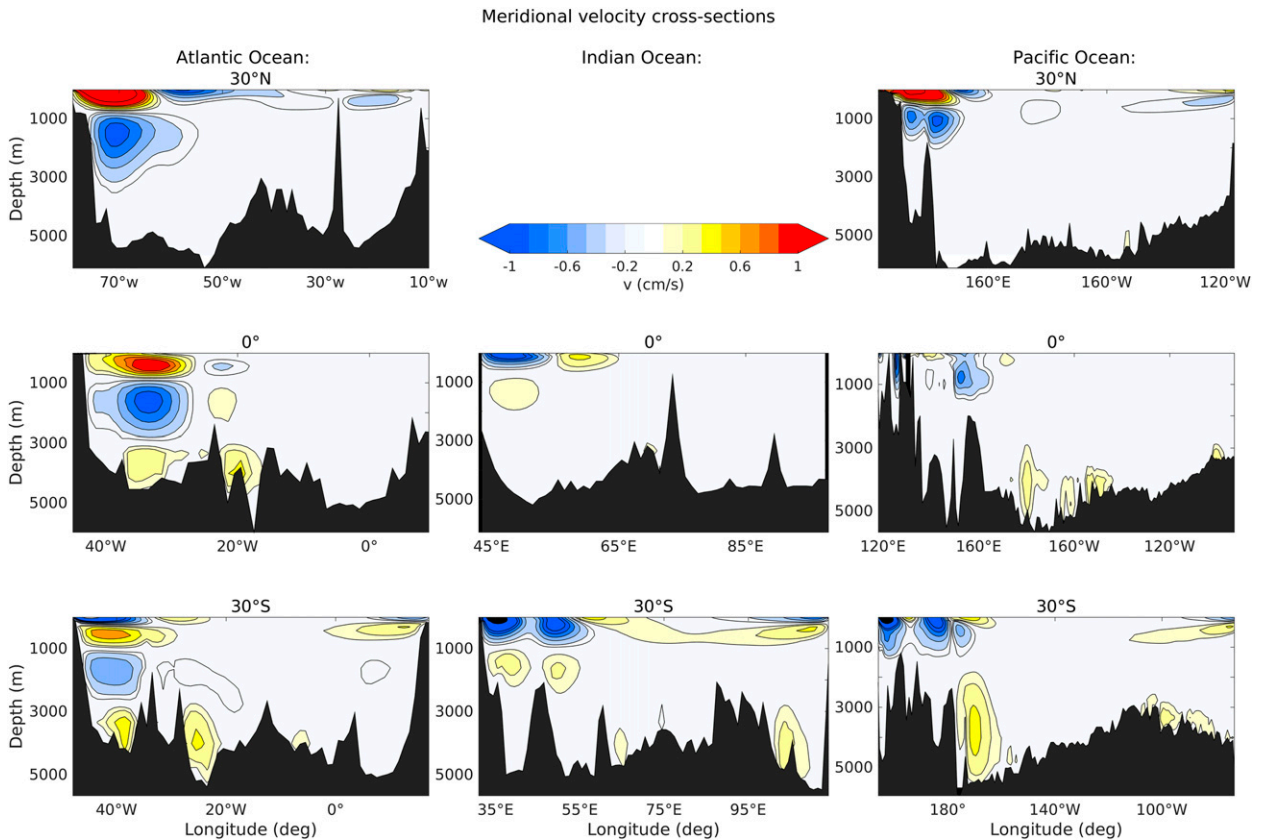 Meridional velocity cross-sections
Atlantic Ocean:
30°N
Indian Ocean:
Pacific Ocean:
30°N
Depth (m)
1000
3000
5000
70°w
50°w
30°w
10°w
-1
-0.6
-0.2
0.2
0.6
1
v (cm/s)
1000
3000
5000
160°E
160°W
120°W
0°
1000
3000
5000
40°W
20°W
0°
0°
1000
3000
5000
45°E
65°E
85°E
0°
1000
3000
5000
120°E
160°E
160°W
120°W
30°S
Depth (m)
1000
3000
5000
40°W
20°W
0°
Longitude (deg)
30°S
1000
3000
5000
35°E
55°E
75°E
95°E
Longitude (deg)
30°S
1000
3000
5000
180°
140°W
100°W
Longitude (deg)